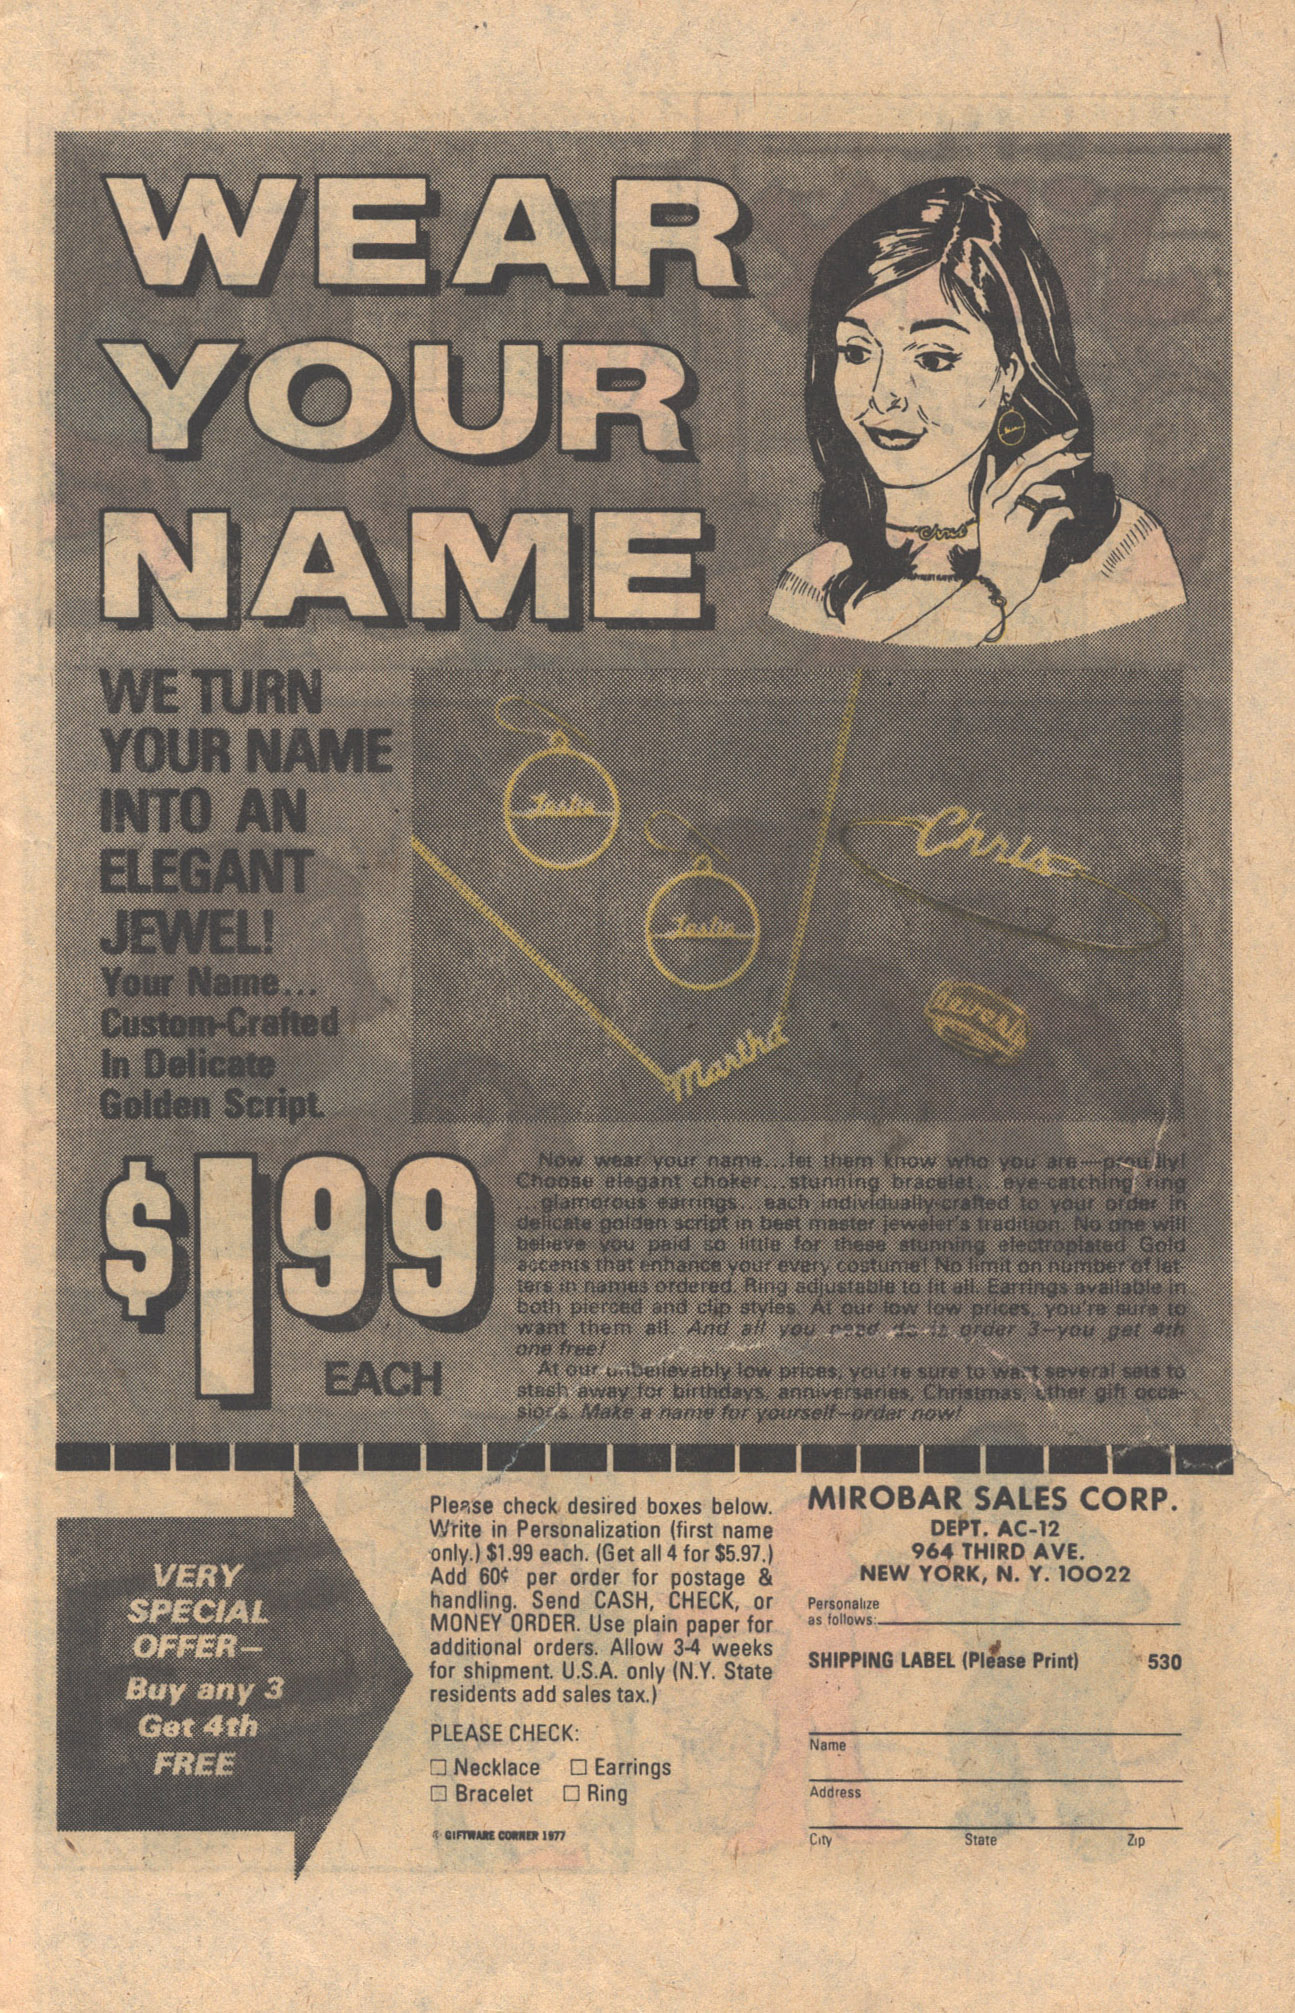 WEAR
YOUR
NAME
Chris
WE TURN
YOUR NAME
INTO AN
ELEGANT
JEWEL!
Your Name...
Custom-Crafted
In Delicate
Golden Script.
Chris
Martha
$1.99
EACH
Now wear your name...let them know who you are—proudly!
Choose elegant choker...stunning bracelet...eye-catching ring
...glamorous earrings...each individually-crafted to your order in
delicate golden script in best master jeweler's tradition. No one will
believe you paid so little for these stunning electroplated Gold
accents that enhance your every costume! No limit on number of let-
ters in names ordered. Ring adjustable to fit all. Earrings available in
both pierced and clip styles. At our low low prices, you're sure to
want them all. And all you need do is order 3—you get 4th
one free!
At our unbelievably low prices, you're sure to want several sets to
stash away for birthdays, anniversaries, Christmas, other gift occa-
sions. Make a name for yourself—order now!
VERY
SPECIAL
OFFER—
Buy any 3
Get 4th
FREE
Please check desired boxes below.
Write in Personalization (first name
only.) $1.99 each. (Get all 4 for $5.97.)
Add 60¢ per order for postage &
handling. Send CASH, CHECK, or
MONEY ORDER. Use plain paper for
additional orders. Allow 3-4 weeks
for shipment. U.S.A. only (N.Y. State
residents add sales tax.)
PLEASE CHECK:
☐ Necklace ☐ Earrings
☐ Bracelet ☐ Ring
© GIFTWARE CORNER 1977
MIROBAR SALES CORP.
DEPT. AC-12
964 THIRD AVE.
NEW YORK, N. Y. 10022
Personalize
as follows:
SHIPPING LABEL (Please Print) 530
Name
Address
City State Zip